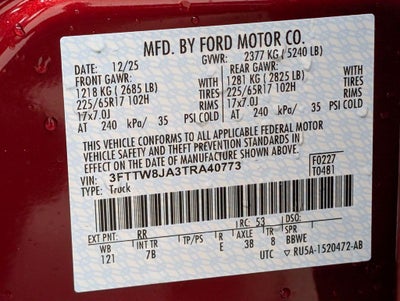 MFD. BY FORD MOTOR CO.
12/25 GVWR: 2377 KG ( 5240 LB)
FRONT GAWR: REAR GAWR:
1218 KG ( 2685 LB) WITH 1281 KG ( 2825 LB) WITH
225/65R17 102H TIRES 225/65R17 102H TIRES
17x7.0J RIMS 17x7.0J RIMS
AT 240 kPa/ 35 PSI COLD AT 240 kPa/ 35 PSI COLD
THIS VEHICLE CONFORMS TO ALL APPLICABLE FEDERAL MOTOR
VEHICLE SAFETY AND THEFT PREVENTION STANDARDS IN
EFFECT ON THE DATE OF MANUFACTURE SHOWN ABOVE.
VIN: 3FTTW8JA3TRA40773 F0227
TYPE: Truck T04B1
EXT PNT: RR RC: 53 DSO:
WB INT TR TP/PS R AXLE TR SPR
121 7B E 38 8 BBWE
UTC ▽ RU5A-1520472-AB